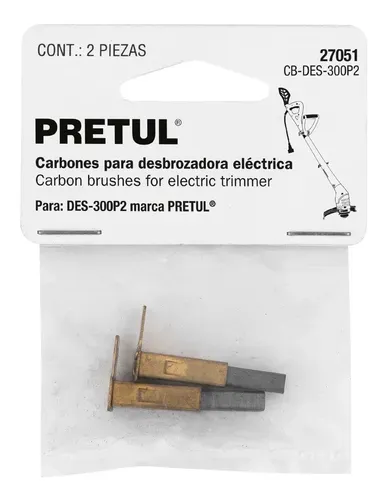 CONT.: 2 PIEZAS
27051
CB-DES-300P2
PRETUL®
Carbones para desbrozadora eléctrica
Carbon brushes for electric trimmer
Para: DES-300P2 marca PRETUL®